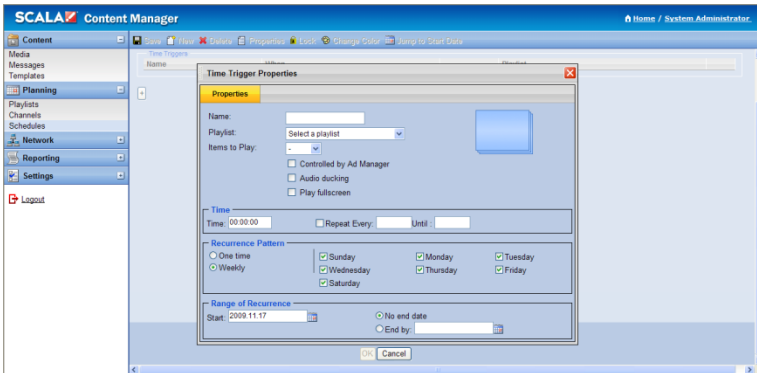 SCALA Content Manager
Home / System Administrator.
Content
Save New Delete Properties Lock Change Color Jump to Start Date
Media
Messages
Templates
Time Triggers
Name When Playlist
Planning
Playlists
Channels
Schedules
Network
Reporting
Settings
Logout
Time Trigger Properties
Properties
Name:
Playlist: Select a playlist
Items to Play: -
Controlled by Ad Manager
Audio ducking
Play fullscreen
Time
Time: 00:00:00 Repeat Every: Until :
Recurrence Pattern
One time Sunday Monday Tuesday
Weekly Wednesday Thursday Friday
Saturday
Range of Recurrence
Start: 2009.11.17 No end date
End by:
OK Cancel